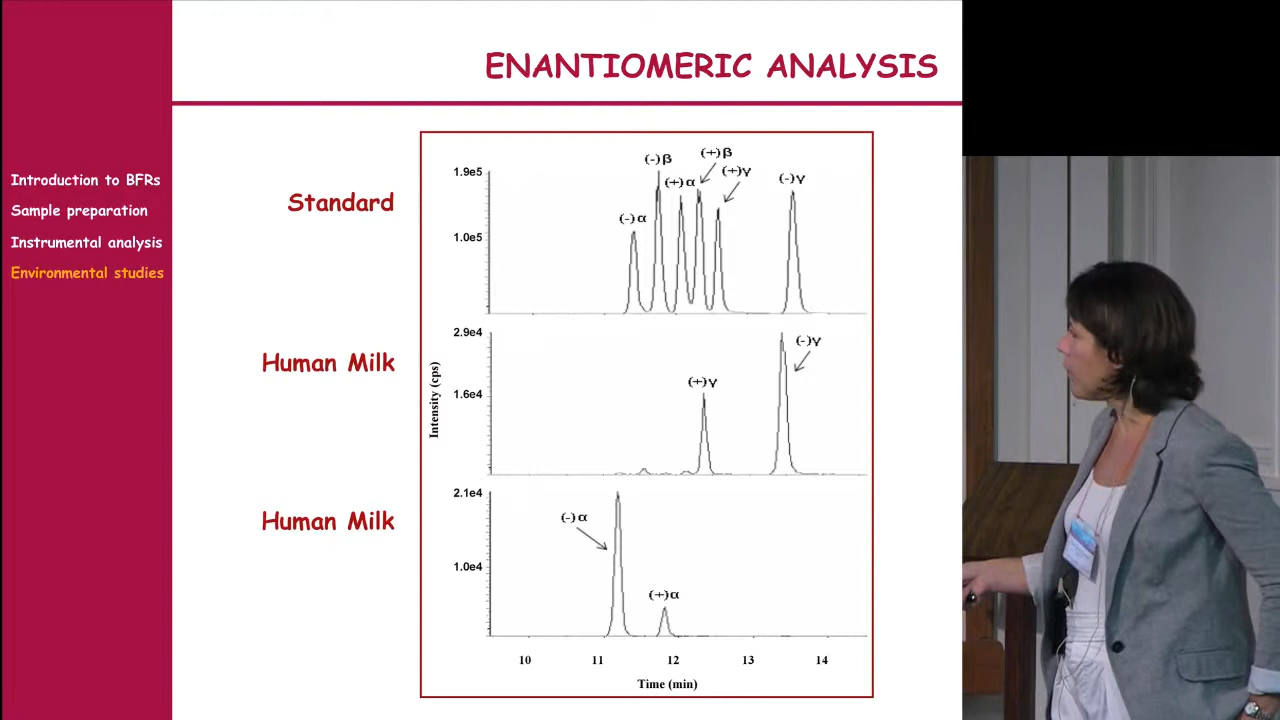 ENANTIOMERIC ANALYSIS
Introduction to BFRs
Sample preparation
Instrumental analysis
Environmental studies
Standard
Human Milk
Human Milk
Intensity (cps)
1.9e5
1.0e5
(-)α
(-)β
(+)α
(+)β
(+)γ
(-)γ
2.9e4
1.6e4
(+)γ
(-)γ
2.1e4
1.0e4
(-)α
(+)α
10 11 12 13 14
Time (min)